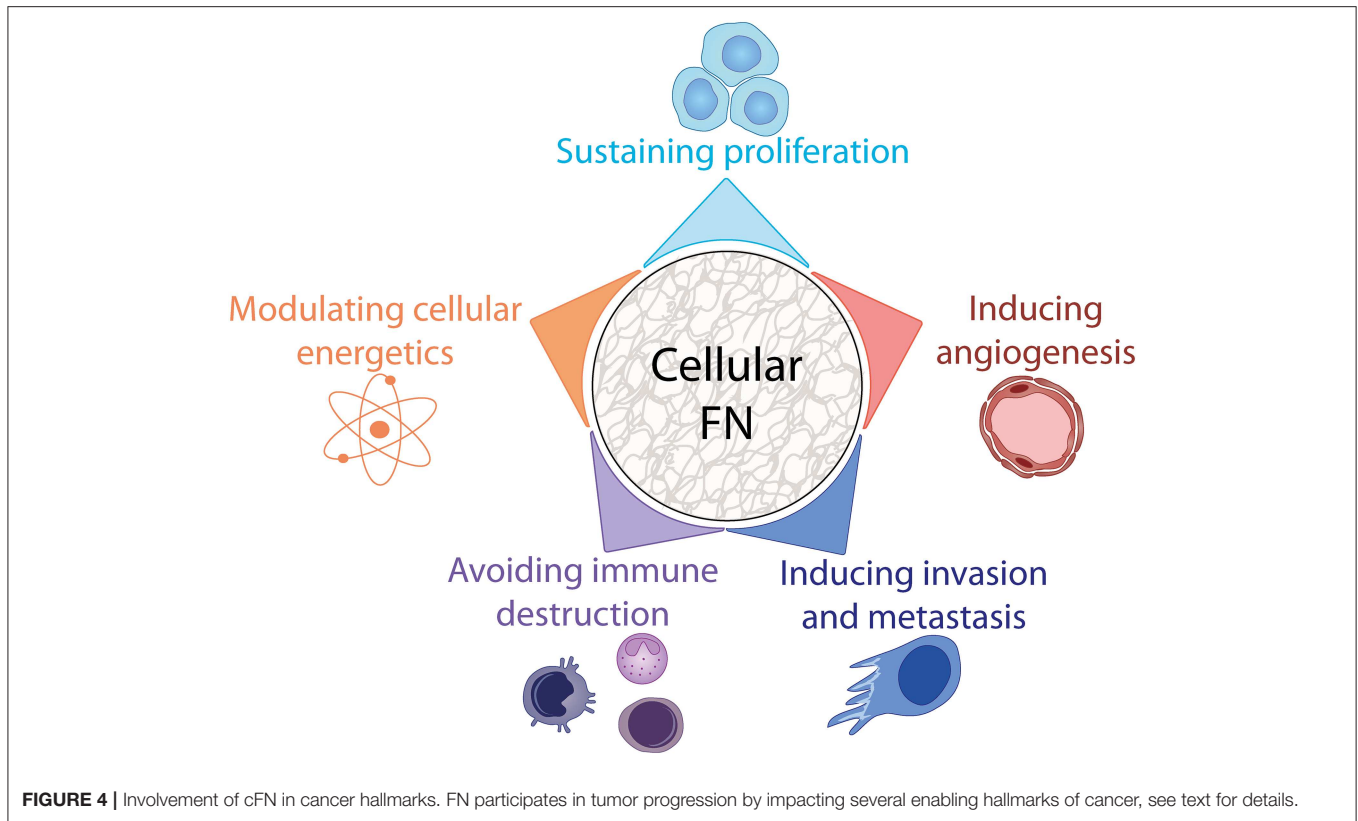 Sustaining proliferation
Modulating cellular
energetics
Inducing
angiogenesis
Cellular
FN
Avoiding immune
destruction
Inducing invasion
and metastasis
FIGURE 4 | Involvement of cFN in cancer hallmarks. FN participates in tumor progression by impacting several enabling hallmarks of cancer, see text for details.